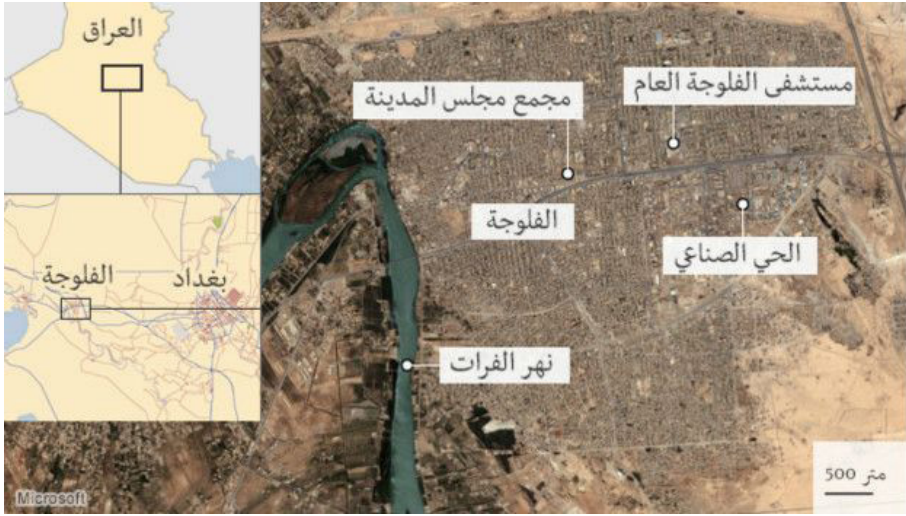 العراق
مستشفى الفلوجة العام
مجمع مجلس المدينة
الفلوجة
الحي الصناعي
بغداد
الفلوجة
نهر الفرات
500 متر
Microsoft